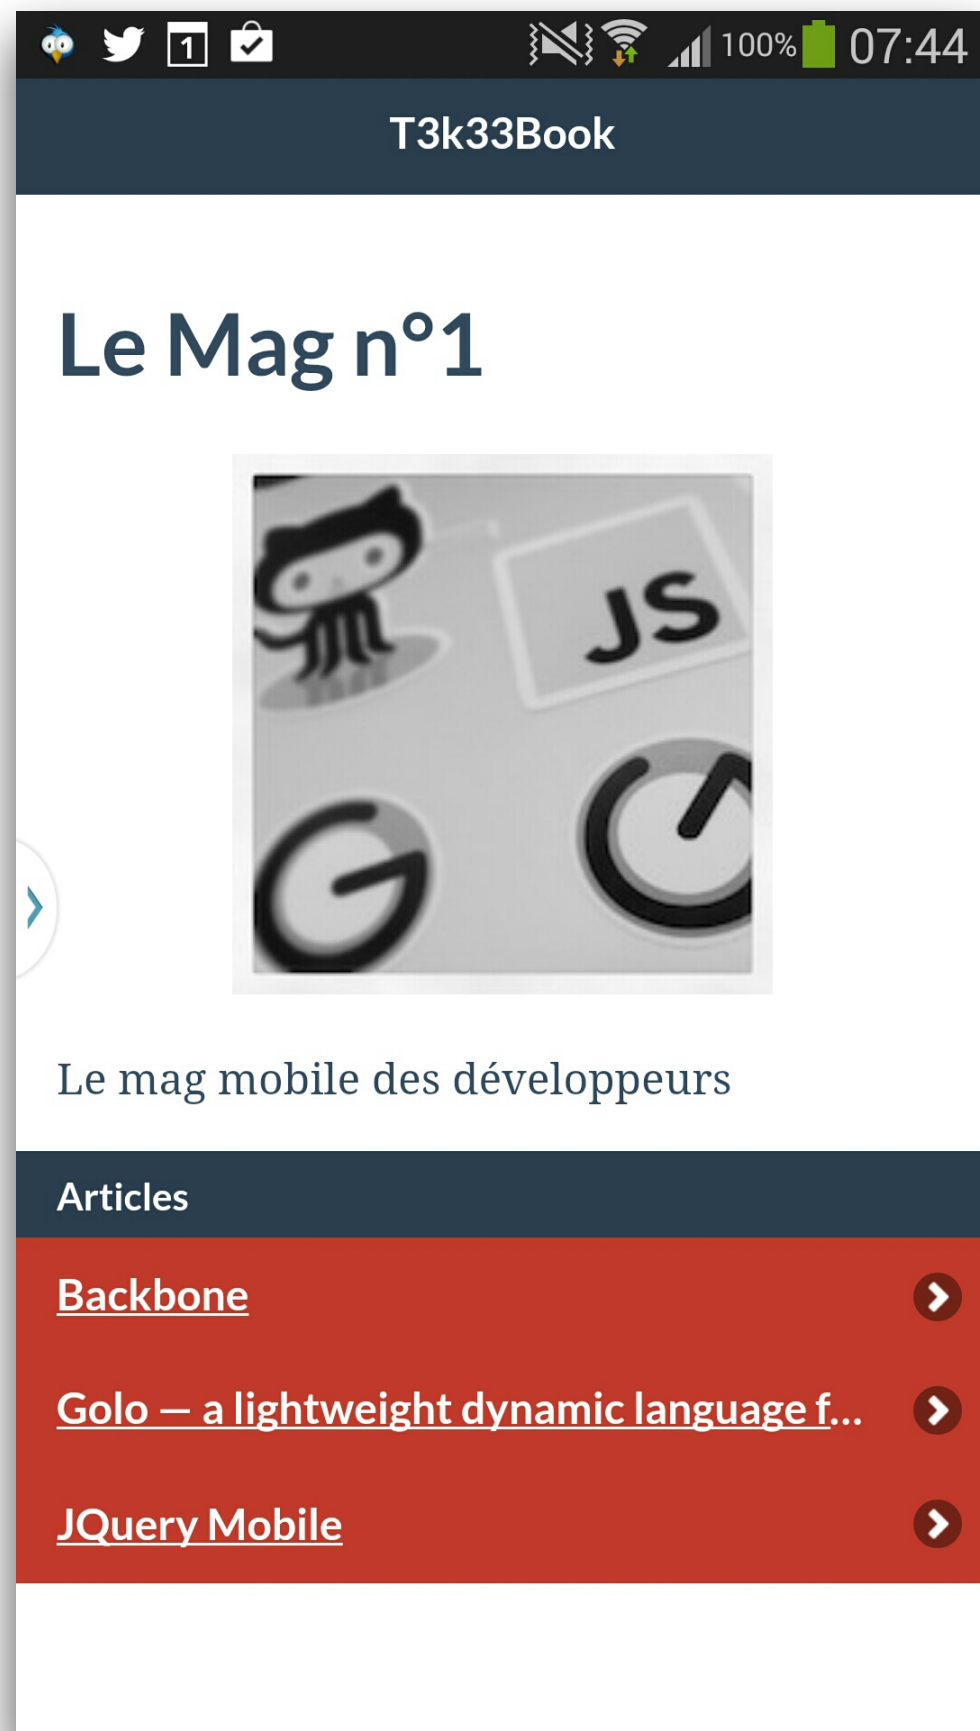 1
100%
07:44
T3k33Book
Le Mag n°1
JS
Le mag mobile des développeurs
Articles
Backbone
Golo — a lightweight dynamic language f...
JQuery Mobile